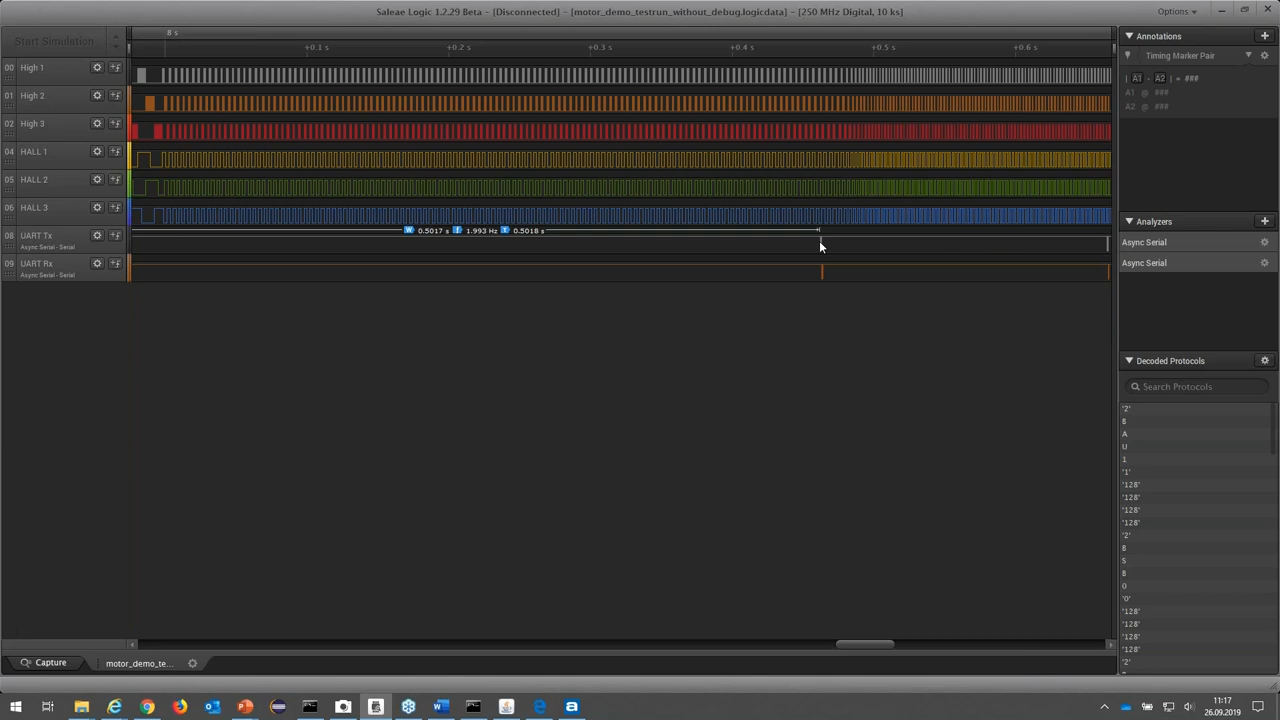 Saleae Logic 1.2.29 Beta - [Disconnected] - [motor_demo_testrun_without_debug.logicdata] - [250 MHz Digital, 10 ks]
Options
Start Simulation
8 s
+0.1 s
+0.2 s
+0.3 s
+0.4 s
+0.5 s
+0.6 s
00 High 1
01 High 2
02 High 3
04 HALL 1
05 HALL 2
06 HALL 3
W 0.5017 s f 1.993 Hz T 0.5018 s
08 UART Tx
Async Serial - Serial
09 UART Rx
Async Serial - Serial
Annotations
Timing Marker Pair
| A1 - A2 | = ###
A1 @ ###
A2 @ ###
Analyzers
Async Serial
Async Serial
Decoded Protocols
Search Protocols
'2'
B
A
U
1
'1'
'128'
'128'
'128'
'128'
'2'
B
S
B
0
'0'
'128'
'128'
'128'
'128'
'2'
Capture
motor_demo_te...
11:17
26.09.2019